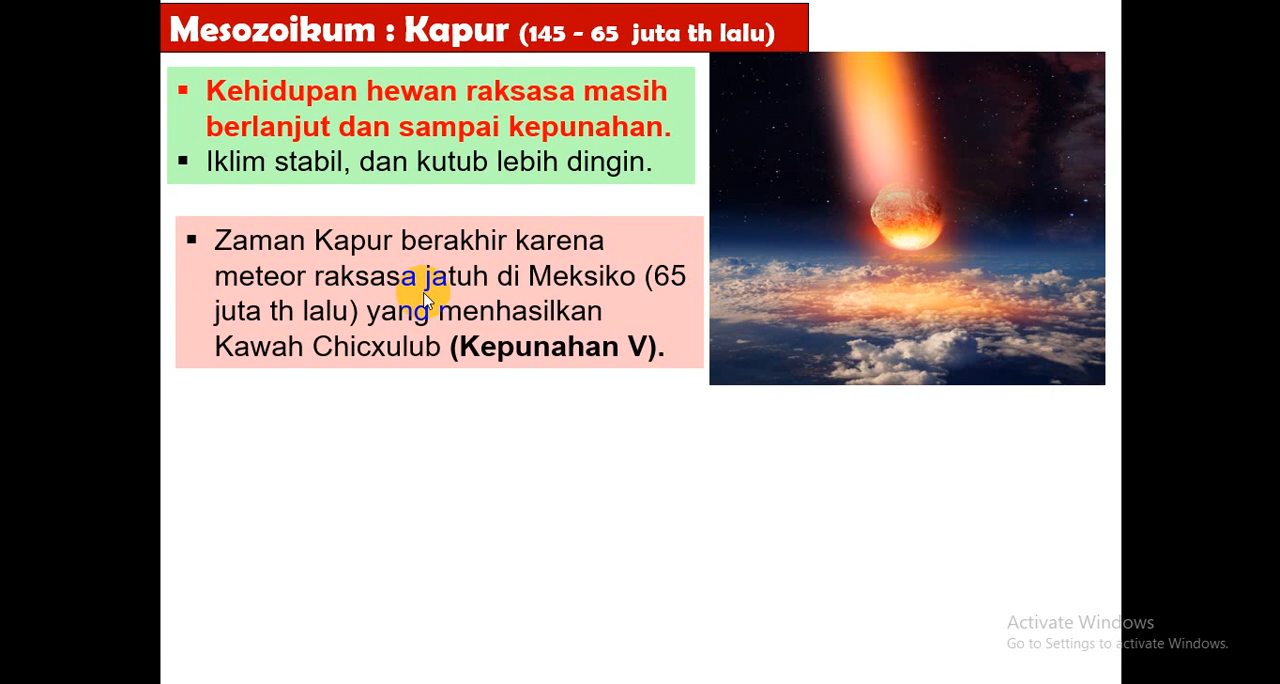 Mesozoikum : Kapur (145 - 65 juta th lalu)
▪ Kehidupan hewan raksasa masih
berlanjut dan sampai kepunahan.
▪ Iklim stabil, dan kutub lebih dingin.
▪ Zaman Kapur berakhir karena
meteor raksasa jatuh di Meksiko (65
juta th lalu) yang menhasilkan
Kawah Chicxulub (Kepunahan V).
Activate Windows
Go to Settings to activate Windows.